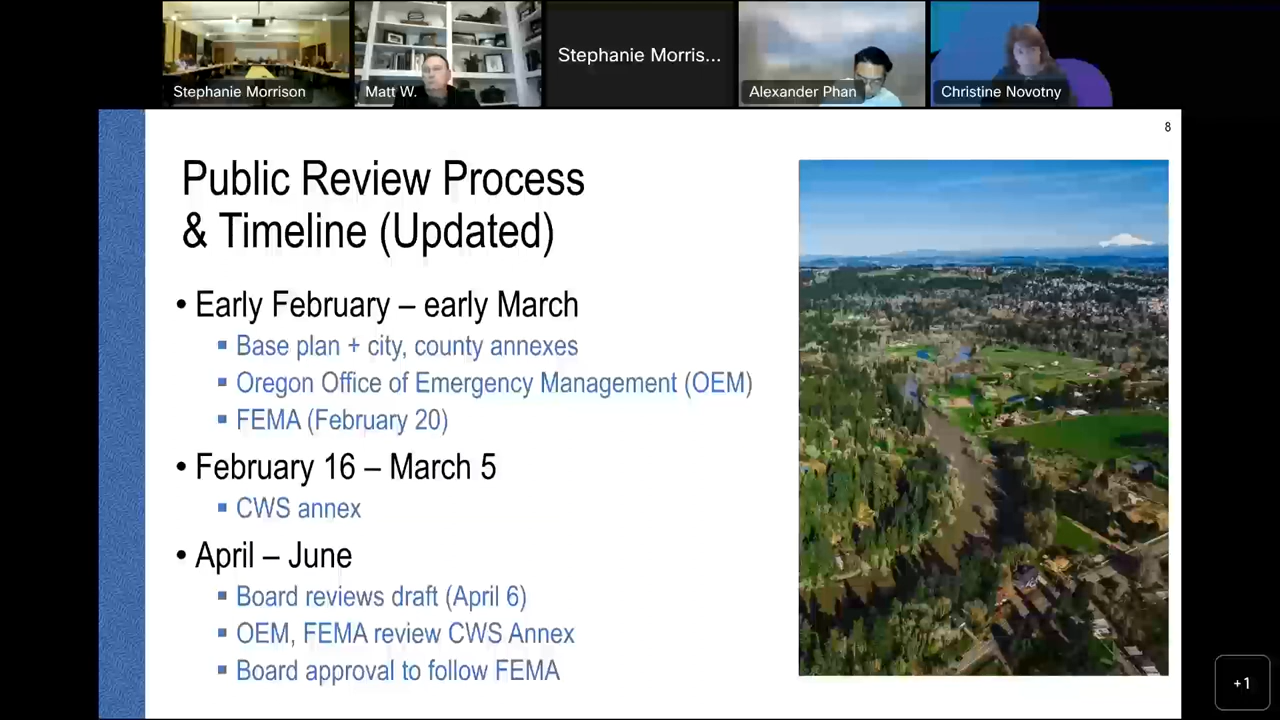 Stephanie Morrison
Matt W.
Stephanie Morris...
Alexander Phan
Christine Novotny
8
Public Review Process
& Timeline (Updated)
• Early February – early March
▪ Base plan + city, county annexes
▪ Oregon Office of Emergency Management (OEM)
▪ FEMA (February 20)
• February 16 – March 5
▪ CWS annex
• April – June
▪ Board reviews draft (April 6)
▪ OEM, FEMA review CWS Annex
▪ Board approval to follow FEMA
+1